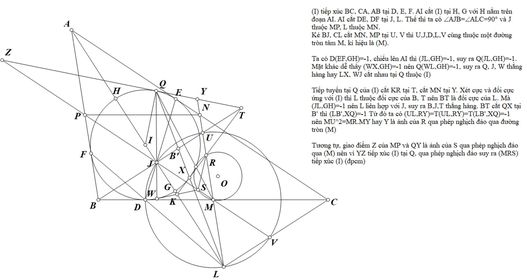 (I) tiếp xúc BC, CA, AB tại D, E, F. AI cắt (I) tại H, G với H nằm trên
đoạn AI. AI cắt DE, DF tại J, L. Thế thì ta có ∠AJB=∠ALC=90° và J
thuộc MP, L thuộc MN.
Kẻ BJ, CL cắt MN, MP tại U, V thì U,J,D,L,V cùng thuộc một đường
tròn tâm M, kí hiệu là (M).
Ta có D(EF,GH)=-1, chiếu lên AI thì (JL,GH)=-1, suy ra Q(JL,GH)=-1.
Mặt khác dễ thấy (WX,GH)=-1 nên Q(WL,GH)=-1, suy ra Q, J, W thẳng
hàng hay LX, WJ cắt nhau tại Q thuộc (I)
Tiếp tuyến tại Q của (I) cắt KR tại T, cắt MN tại Y. Xét cực và đối cực
ứng với (I) thì L thuộc đối cực của B, T nên BT là đối cực của L. Mà
(JL,GH)=-1 nên L liên hợp với J, suy ra B,J,T thẳng hàng. BT cắt QX tại
B' thì (LB',XQ)=-1 Từ đó ta có (UL,RY)=T(UL,RY)=T(LB',XQ)=-1
nên MU^2=MR.MY hay Y là ảnh của R qua phép nghịch đảo qua đường
tròn (M)
Tương tự, giao điểm Z của MP và QY là ảnh của S qua phép nghịch đảo
qua (M) nên vì YZ tiếp xúc (I) tại Q, qua phép nghịch đảo suy ra (MRS)
tiếp xúc (I) (đpcm)
A
Z
H
Q
E
Y
P
N
T
I
U
F
J
B'
R
X
O
G
S
B
D
W
K
M
C
V
L